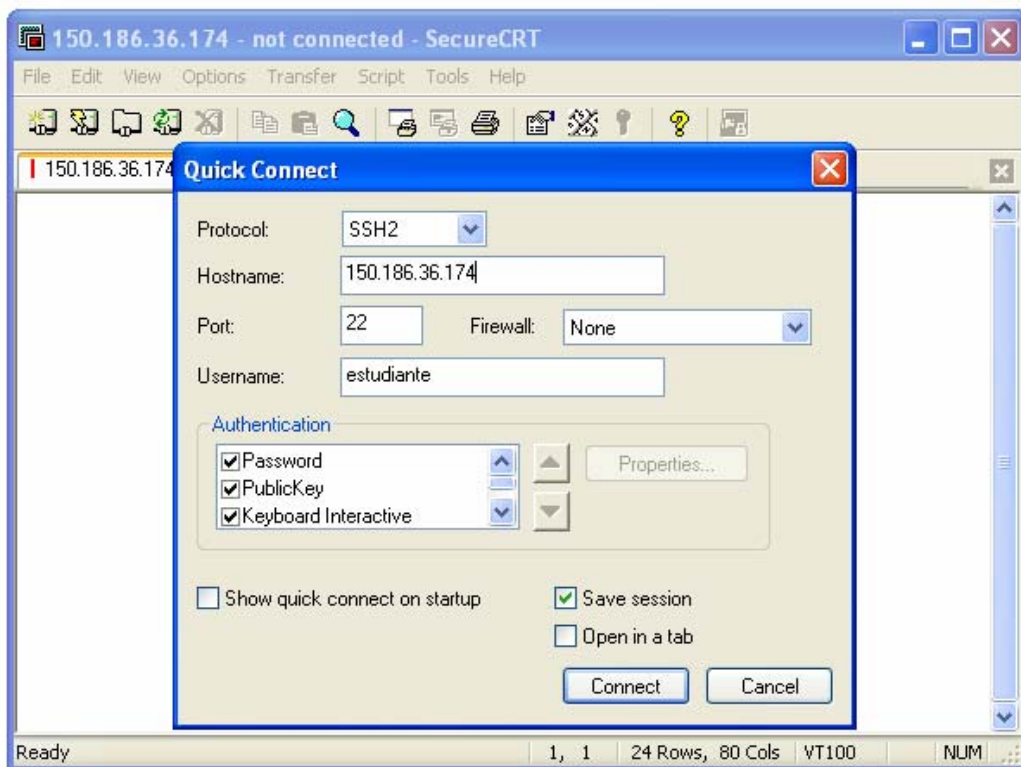 150.186.36.174 - not connected - SecureCRT
File Edit View Options Transfer Script Tools Help
150.186.36.174
Quick Connect
Protocol: SSH2
Hostname: 150.186.36.174
Port: 22 Firewall: None
Username: estudiante
Authentication
Password
PublicKey
Keyboard Interactive
Properties...
Show quick connect on startup
Save session
Open in a tab
Connect Cancel
Ready 1, 1 24 Rows, 80 Cols VT100 NUM